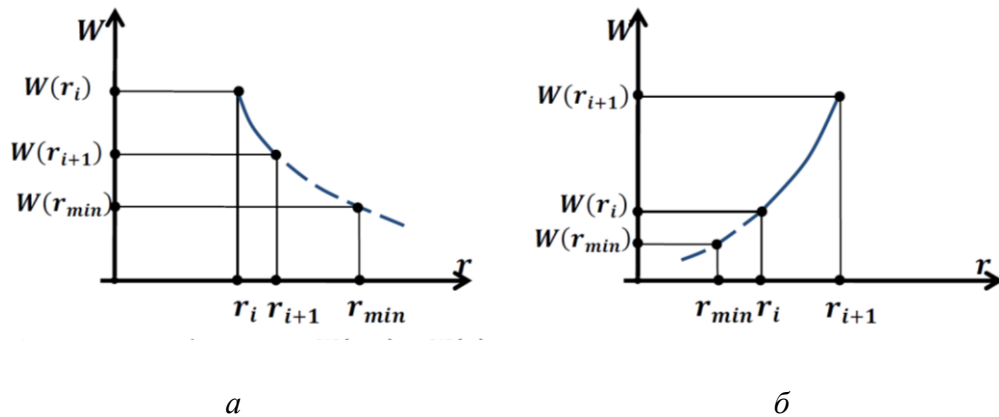 W
W(r_i)
W(r_{i+1})
W(r_{min})
r
r_i r_{i+1} r_{min}
W
W(r_{i+1})
W(r_i)
W(r_{min})
r
r_{min} r_i r_{i+1}
а б